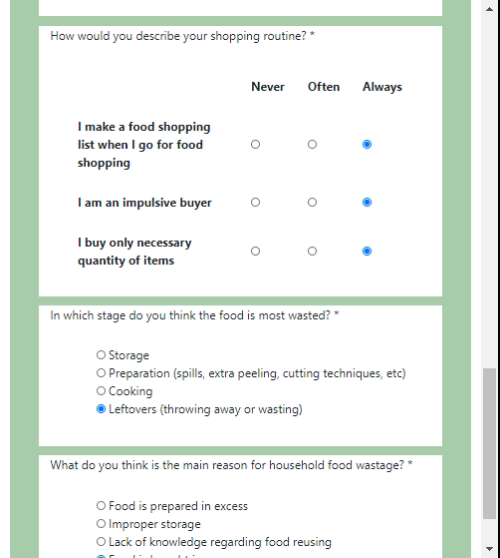 How would you describe your shopping routine? *
Never Often Always
I make a food shopping
list when I go for food
shopping
I am an impulsive buyer
I buy only necessary
quantity of items
In which stage do you think the food is most wasted? *
Storage
Preparation (spills, extra peeling, cutting techniques, etc)
Cooking
Leftovers (throwing away or wasting)
What do you think is the main reason for household food wastage? *
Food is prepared in excess
Improper storage
Lack of knowledge regarding food reusing